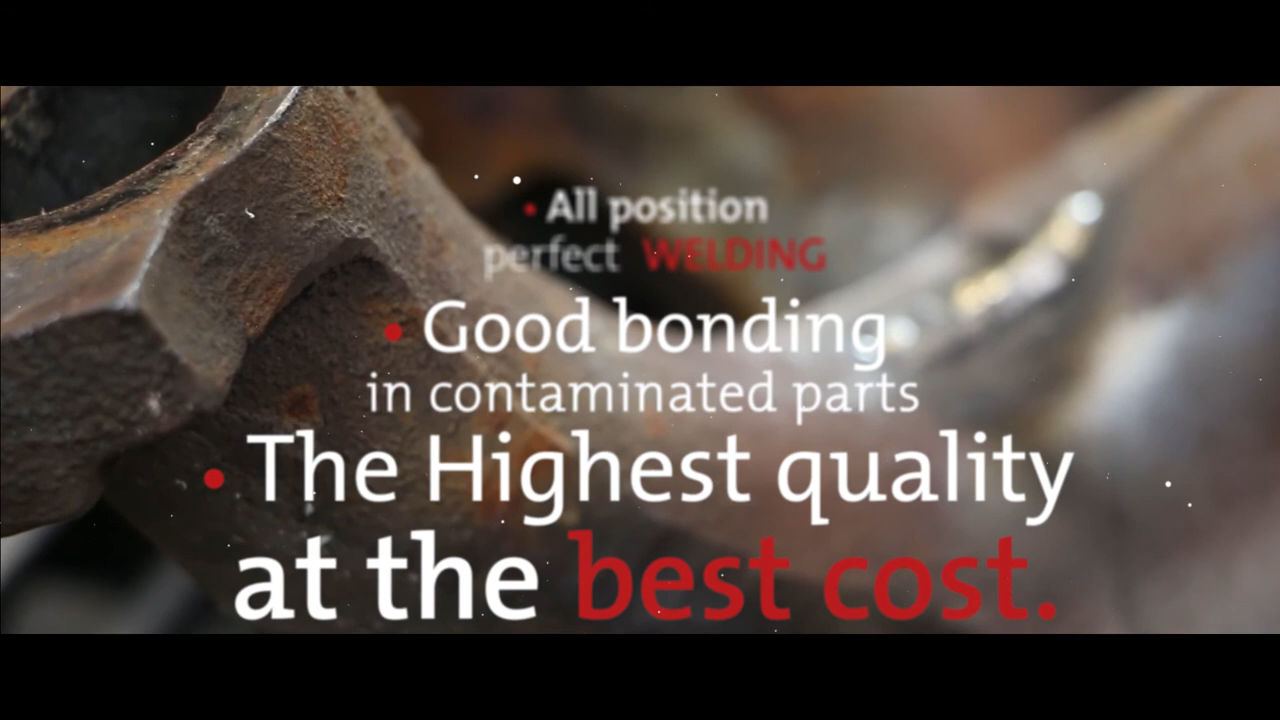 • All position
perfect WELDING
• Good bonding
in contaminated parts
• The Highest quality
at the best cost.